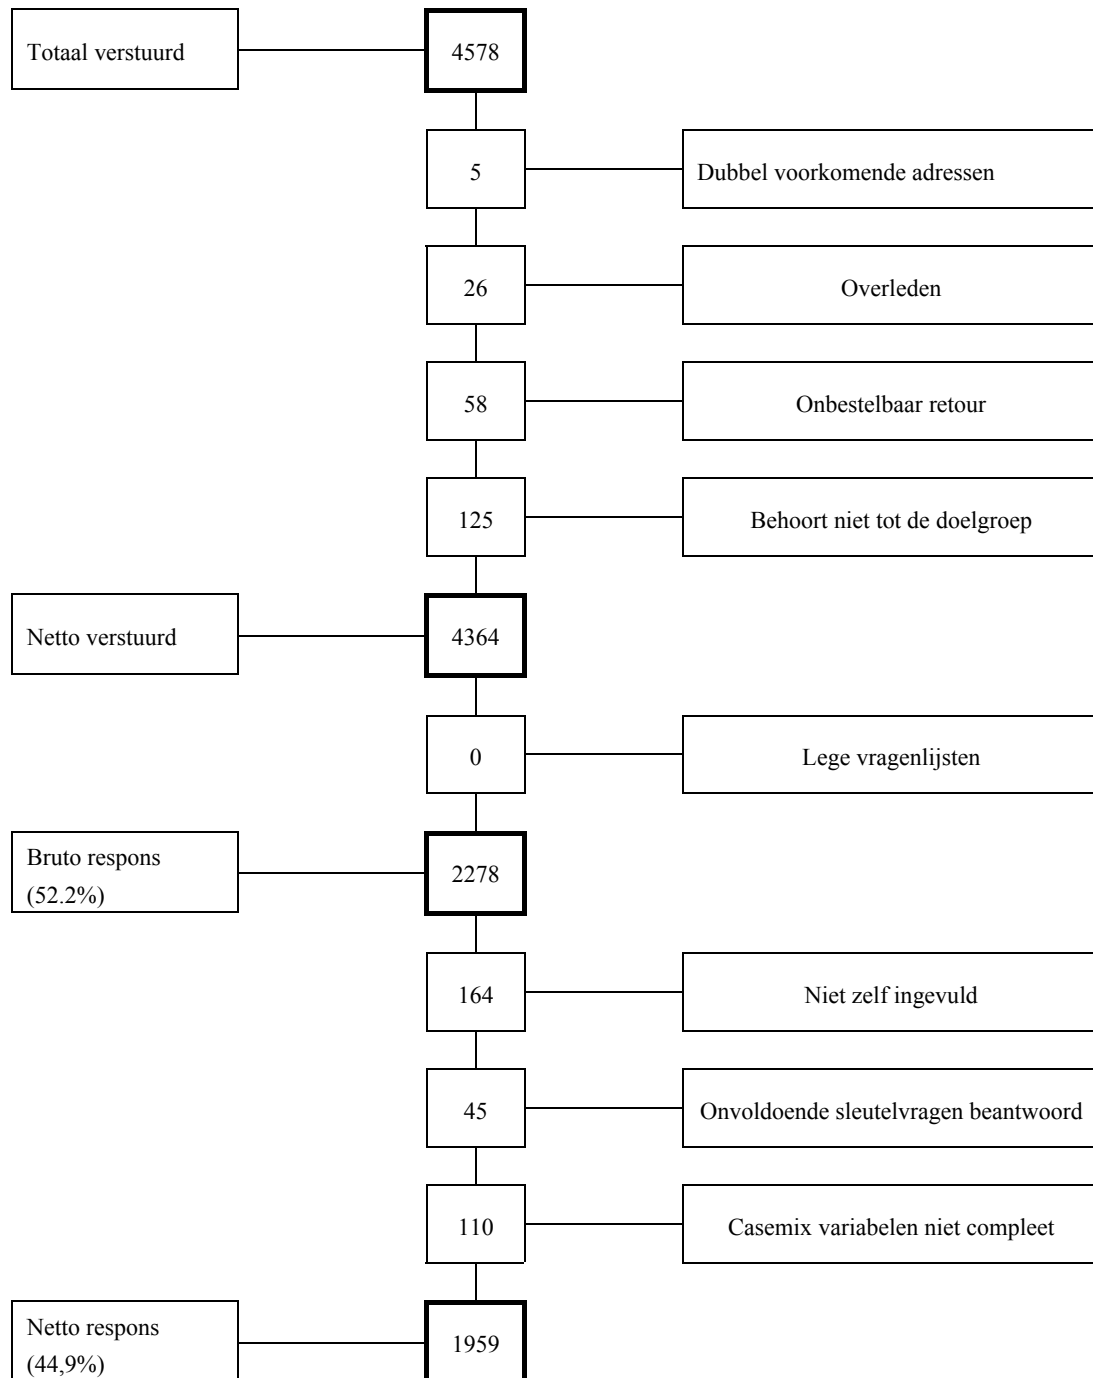 Totaal verstuurd
4578
5
Dubbel voorkomende adressen
26
Overleden
58
Onbestelbaar retour
125
Behoort niet tot de doelgroep
Netto verstuurd
4364
0
Lege vragenlijsten
Bruto respons
(52.2%)
2278
164
Niet zelf ingevuld
45
Onvoldoende sleutelvragen beantwoord
110
Casemix variabelen niet compleet
Netto respons
(44,9%)
1959